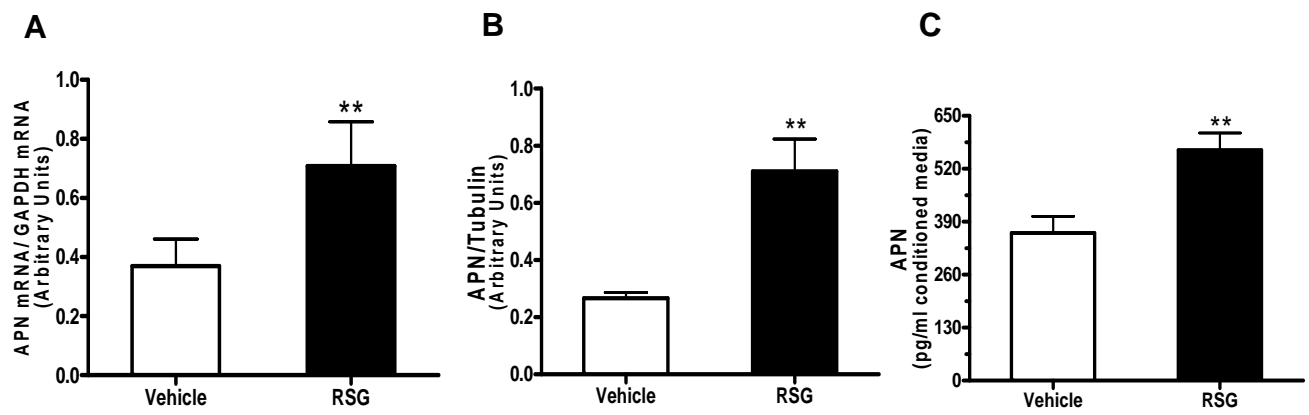 A
APN mRNA/ GAPDH mRNA
(Arbitrary Units)
1.0
0.8
0.6
0.4
0.2
0.0
**
Vehicle
RSG
B
APN/Tubulin
(Arbitrary Units)
1.0
0.8
0.6
0.4
0.2
0.0
**
Vehicle
RSG
C
APN
(pg/ml conditioned media)
650
520
390
260
130
0
**
Vehicle
RSG